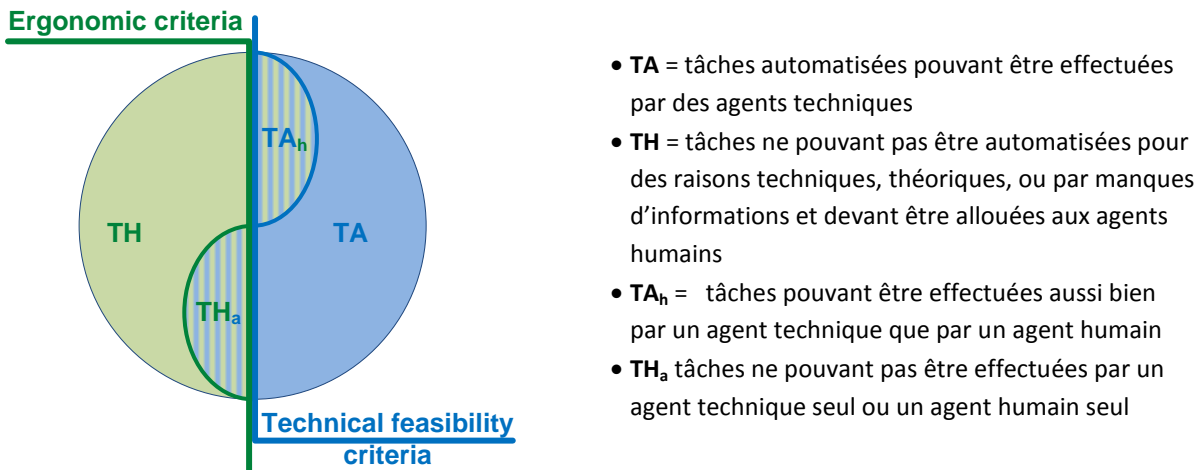 Ergonomic criteria
TAh
TH
TA
THa
Technical feasibility
criteria
• TA = tâches automatisées pouvant être effectuées
par des agents techniques
• TH = tâches ne pouvant pas être automatisées pour
des raisons techniques, théoriques, ou par manques
d’informations et devant être allouées aux agents
humains
• TAh = tâches pouvant être effectuées aussi bien
par un agent technique que par un agent humain
• THa tâches ne pouvant pas être effectuées par un
agent technique seul ou un agent humain seul